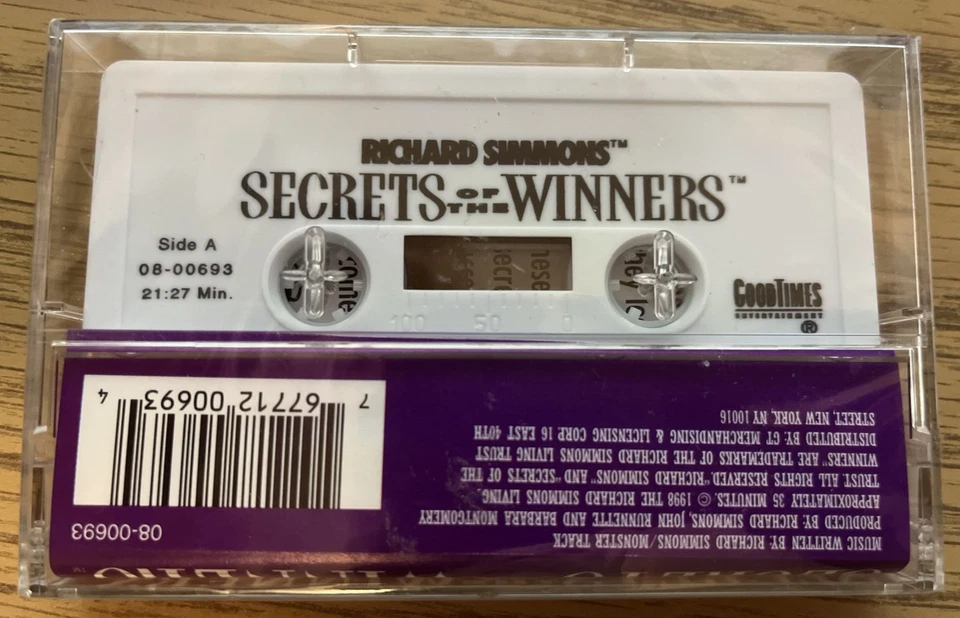 RICHARD SIMMONS™
SECRETS OF THE WINNERS™
Side A
08-00693
21:27 Min.
100 50 0
GOODTIMES
ENTERTAINMENT
®
MUSIC WRITTEN BY: RICHARD SIMMONS/MONSTER TRACK
PRODUCED BY: RICHARD SIMMONS, JOHN RUNNETTE AND BARBARA MONTGOMERY
APPROXIMATELY 35 MINUTES. © 1998 THE RICHARD SIMMONS LIVING
TRUST. ALL RIGHTS RESERVED. "RICHARD SIMMONS" AND "SECRETS OF THE
WINNERS" ARE TRADEMARKS OF THE RICHARD SIMMONS LIVING TRUST
DISTRIBUTED BY: GT MERCHANDISING & LICENSING CORP 16 EAST 40TH
STREET, NEW YORK, NY 10016
08-00693
7 67712 00693 4